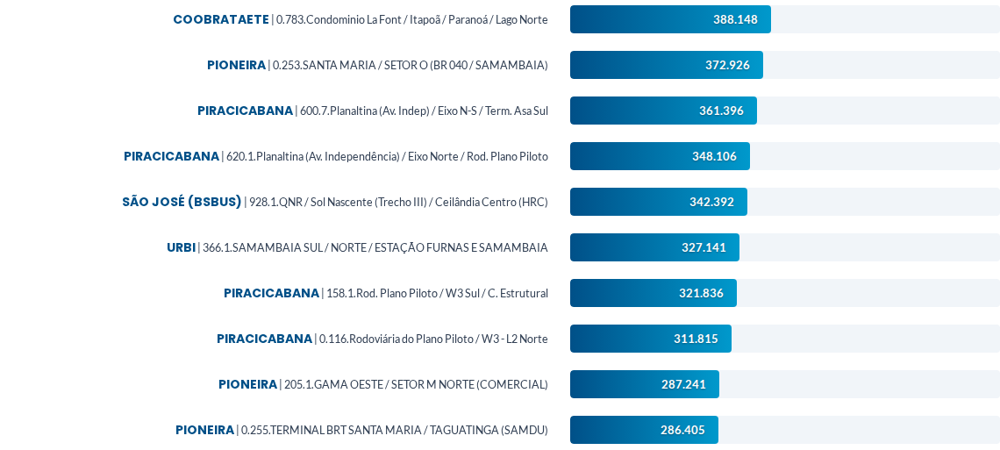 COOBRATAETE | 0.783.Condominio La Font / Itapoã / Paranoá / Lago Norte 388.148
PIONEIRA | 0.253.SANTA MARIA / SETOR O (BR 040 / SAMAMBAIA) 372.926
PIRACICABANA | 600.7.Planaltina (Av. Indep) / Eixo N-S / Term. Asa Sul 361.396
PIRACICABANA | 620.1.Planaltina (Av. Independência) / Eixo Norte / Rod. Plano Piloto 348.106
SÃO JOSÉ (BSBUS) | 928.1.QNR / Sol Nascente (Trecho III) / Ceilândia Centro (HRC) 342.392
URBI | 366.1.SAMAMBAIA SUL / NORTE / ESTAÇÃO FURNAS E SAMAMBAIA 327.141
PIRACICABANA | 158.1.Rod. Plano Piloto / W3 Sul / C. Estrutural 321.836
PIRACICABANA | 0.116.Rodoviária do Plano Piloto / W3 - L2 Norte 311.815
PIONEIRA | 205.1.GAMA OESTE / SETOR M NORTE (COMERCIAL) 287.241
PIONEIRA | 0.255.TERMINAL BRT SANTA MARIA / TAGUATINGA (SAMDU) 286.405